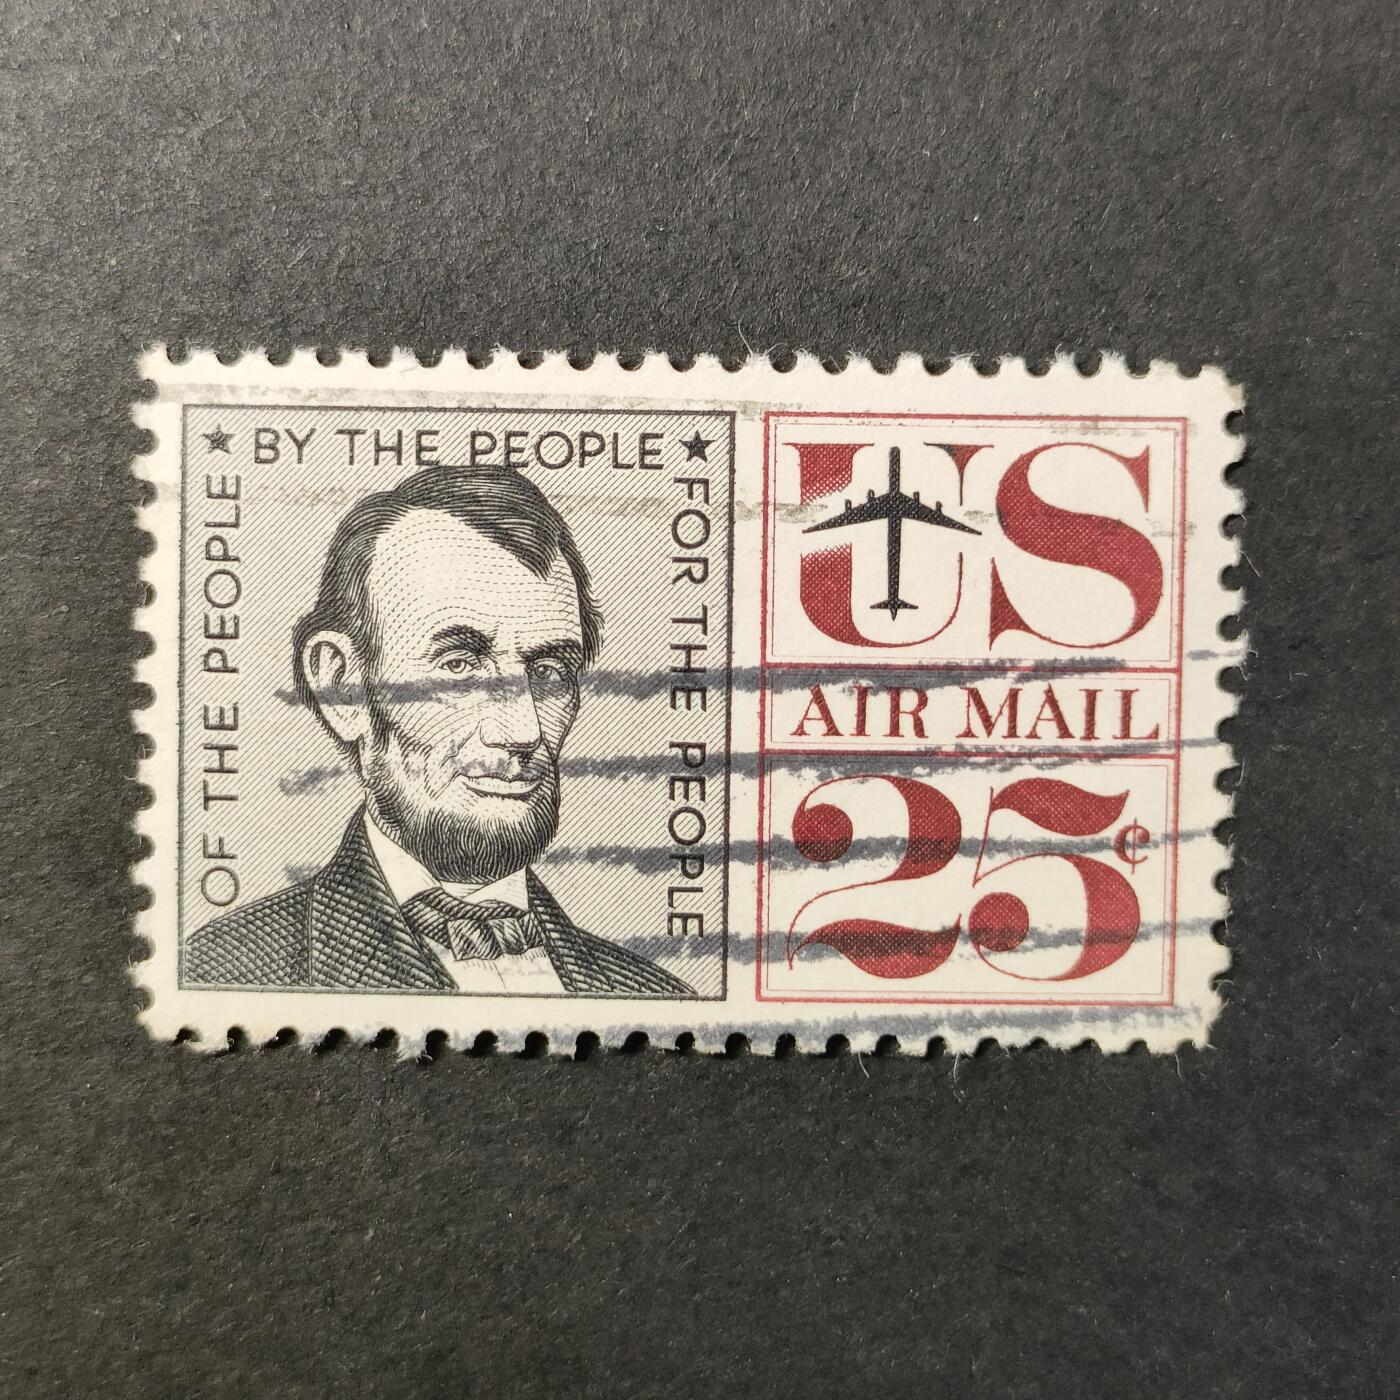 OF THE PEOPLE
★ BY THE PEOPLE ★
FOR THE PEOPLE
US
AIR MAIL
25¢